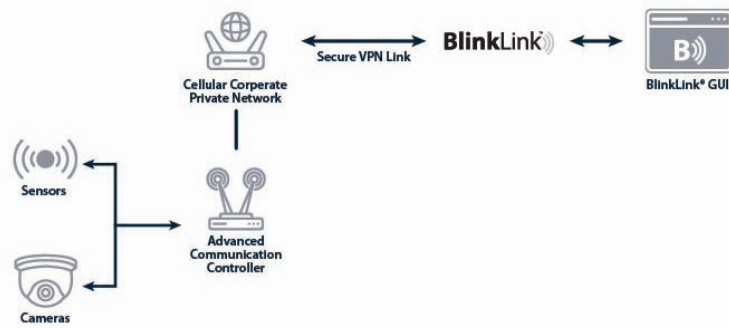 Cellular Corperate
Private Network
Secure VPN Link
BlinkLink
B
BlinkLink® GUI
Sensors
Advanced
Communication
Controller
Cameras